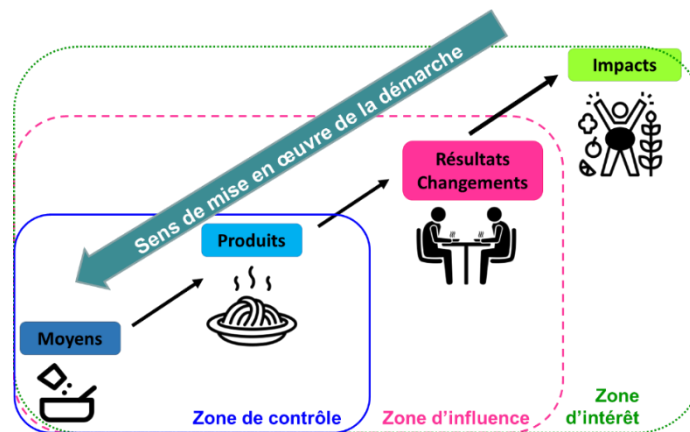 Impacts
Sens de mise en œuvre de la démarche
Résultats
Changements
Produits
Moyens
Zone de contrôle
Zone d'influence
Zone
d'intérêt